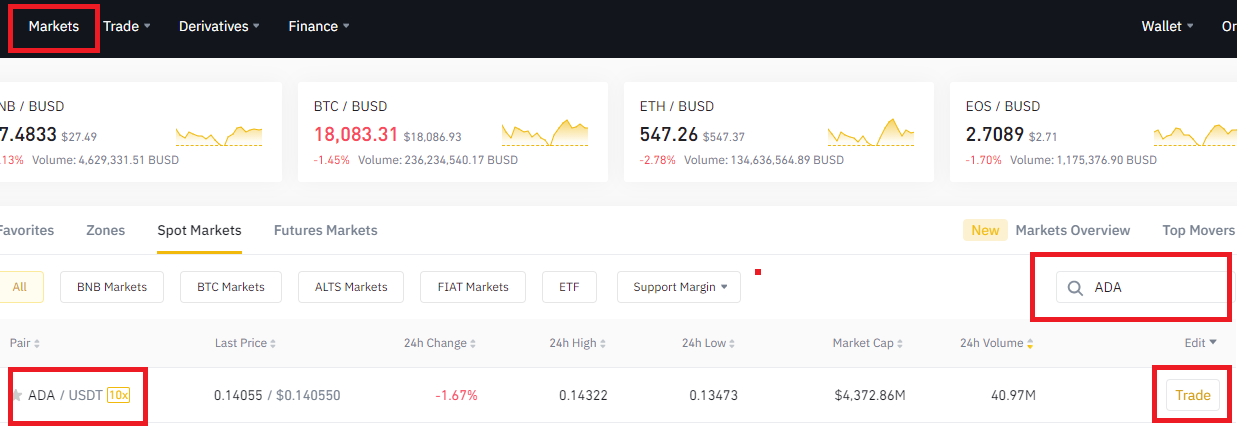 Markets Trade Derivatives Finance Wallet Or
NB / BUSD BTC / BUSD ETH / BUSD EOS / BUSD
7.4833 $27.49 18,083.31 $18,086.93 547.26 $547.37 2.7089 $2.71
.13% Volume: 4,629,331.51 BUSD -1.45% Volume: 236,234,540.17 BUSD -2.78% Volume: 134,636,564.89 BUSD -1.70% Volume: 1,175,376.90 BUSD
Favorites Zones Spot Markets Futures Markets New Markets Overview Top Movers
All BNB Markets BTC Markets ALTS Markets FIAT Markets ETF Support Margin ADA
Pair Last Price 24h Change 24h High 24h Low Market Cap 24h Volume Edit
ADA / USDT 10x 0.14055 / $0.140550 -1.67% 0.14322 0.13473 $4,372.86M 40.97M Trade